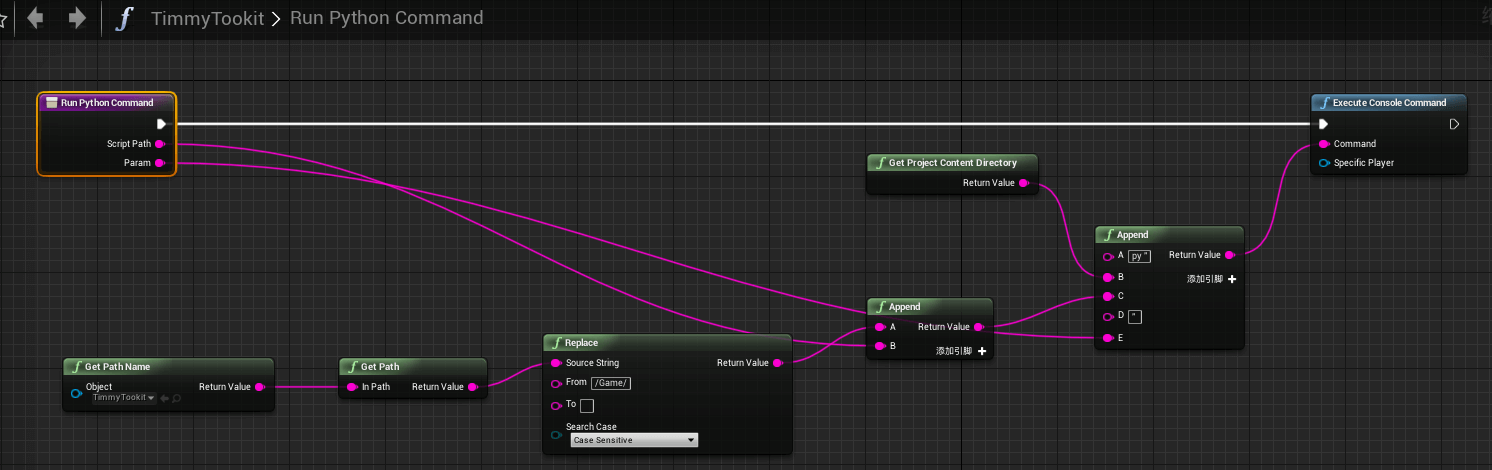 TimmyTookit > Run Python Command
Run Python Command
Script Path
Param
Execute Console Command
Command
Specific Player
Get Project Content Directory
Return Value
Append
A py " Return Value
B 添加引脚
C
D "
E
Append
A Return Value
B 添加引脚
Replace
Source String Return Value
From /Game/
To
Search Case
Case Sensitive
Get Path Name
Object Return Value
TimmyTookit
Get Path
In Path Return Value